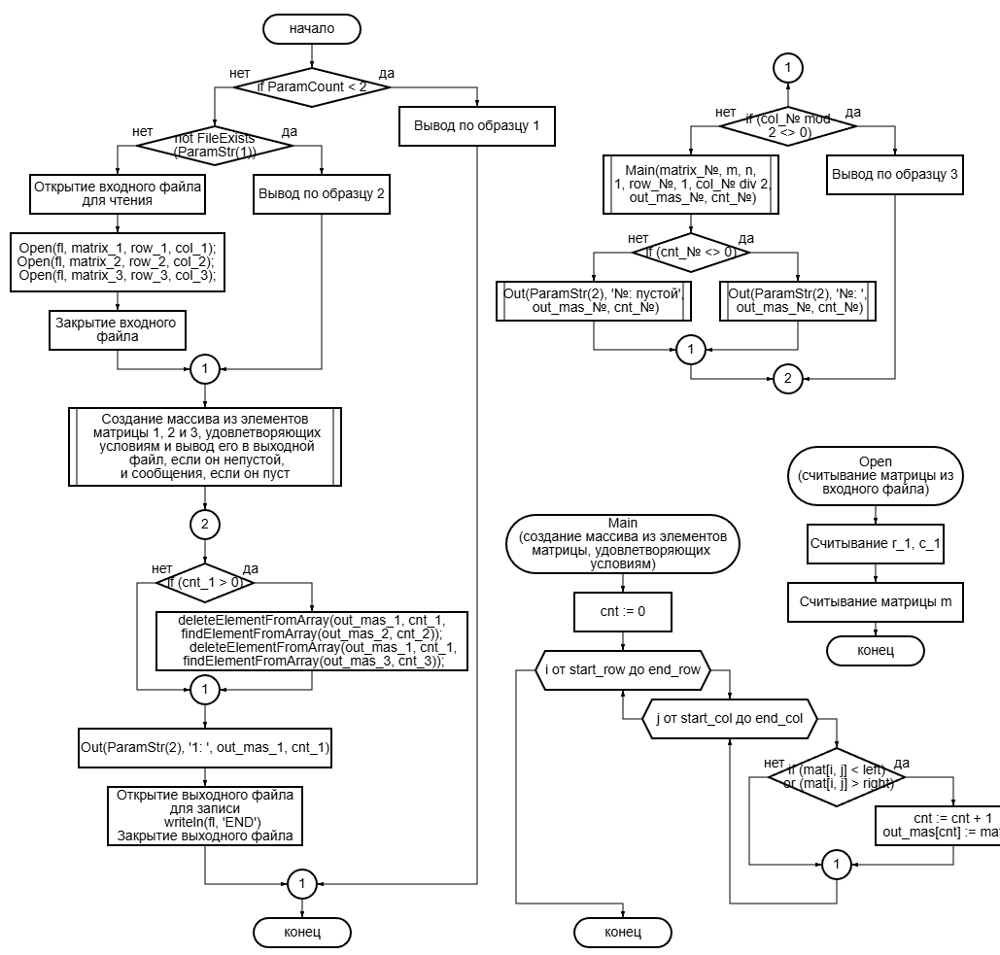 начало
нет
да
if ParamCount < 2
Вывод по образцу 1
нет
да
not FileExists
(ParamStr(1))
Открытие входного файла
для чтения
Вывод по образцу 2
Open(fl, matrix_1, row_1, col_1);
Open(fl, matrix_2, row_2, col_2);
Open(fl, matrix_3, row_3, col_3);
Закрытие входного
файла
1
Создание массива из элементов
матрицы 1, 2 и 3, удовлетворяющих
условиям и вывод его в выходной
файл, если он непустой,
и сообщения, если он пуст
2
нет
да
if (cnt_1 > 0)
deleteElementFromArray(out_mas_1, cnt_1,
findElementFromArray(out_mas_2, cnt_2));
deleteElementFromArray(out_mas_1, cnt_1,
findElementFromArray(out_mas_3, cnt_3));
1
Out(ParamStr(2), '1: ', out_mas_1, cnt_1)
Открытие выходного файла
для записи
writeln(fl, 'END')
Закрытие выходного файла
1
конец
1
нет
да
if (col_№ mod
2 <> 0)
Main(matrix_№, m, n,
1, row_№, 1, col_№ div 2,
out_mas_№, cnt_№)
Вывод по образцу 3
нет
да
if (cnt_№ <> 0)
Out(ParamStr(2), '№: пустой',
out_mas_№, cnt_№)
Out(ParamStr(2), '№: ',
out_mas_№, cnt_№)
1
2
Main
(создание массива из элементов
матрицы, удовлетворяющих
условиям)
cnt := 0
i от start_row до end_row
j от start_col до end_col
нет
да
if (mat[i, j] < left)
or (mat[i, j] > right)
cnt := cnt + 1
out_mas[cnt] := mat
1
конец
Open
(считывание матрицы из
входного файла)
Считывание r_1, c_1
Считывание матрицы m
конец